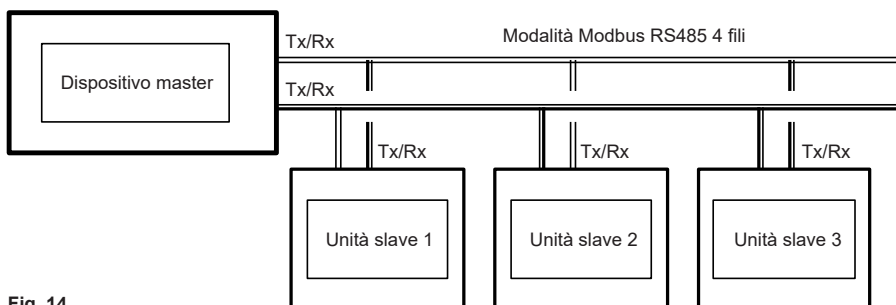 Tx/Rx
Modalità Modbus RS485 4 fili
Dispositivo master
Tx/Rx
Tx/Rx
Tx/Rx
Tx/Rx
Unità slave 1
Unità slave 2
Unità slave 3
Fig. 14